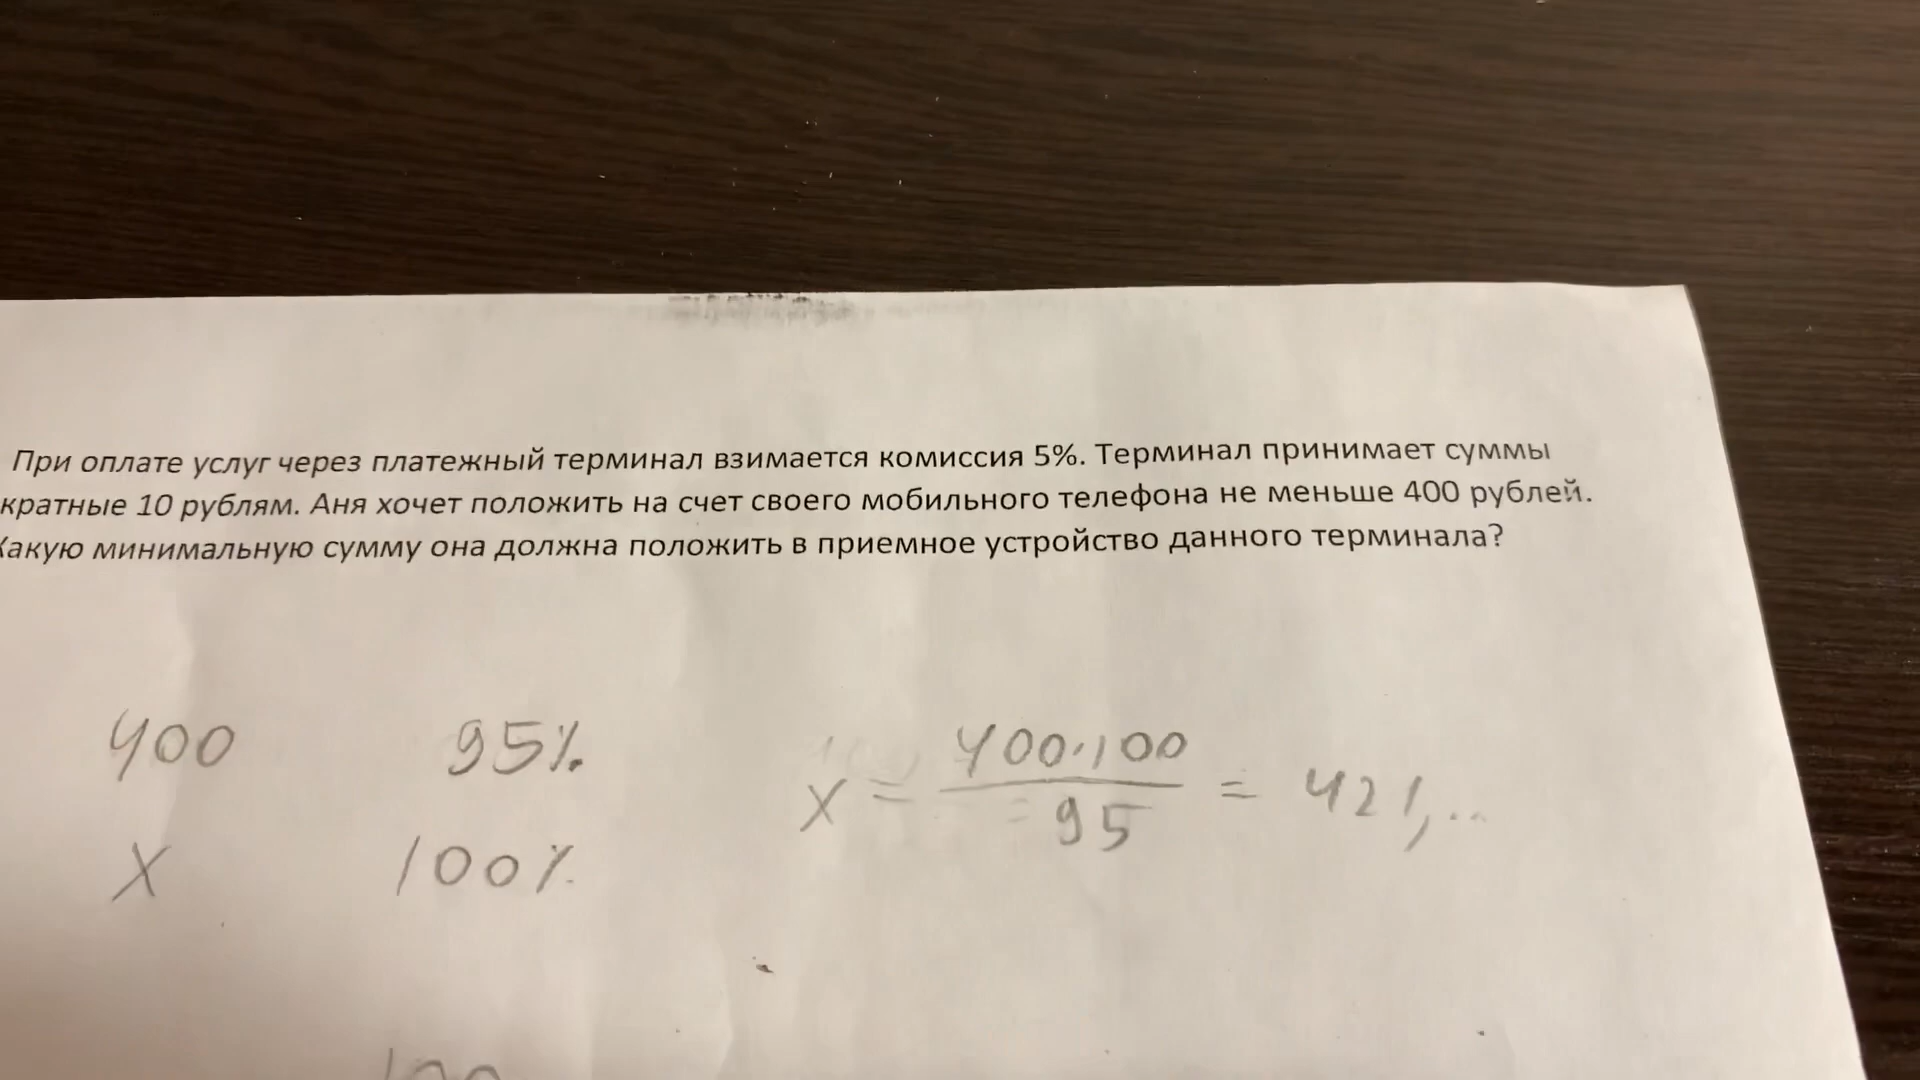 При оплате услуг через платежный терминал взимается комиссия 5%. Терминал принимает суммы
кратные 10 рублям. Аня хочет положить на счет своего мобильного телефона не меньше 400 рублей.
Какую минимальную сумму она должна положить в приемное устройство данного терминала?
400 95%
X 100%
X = 400·100 / 95 = 421,..